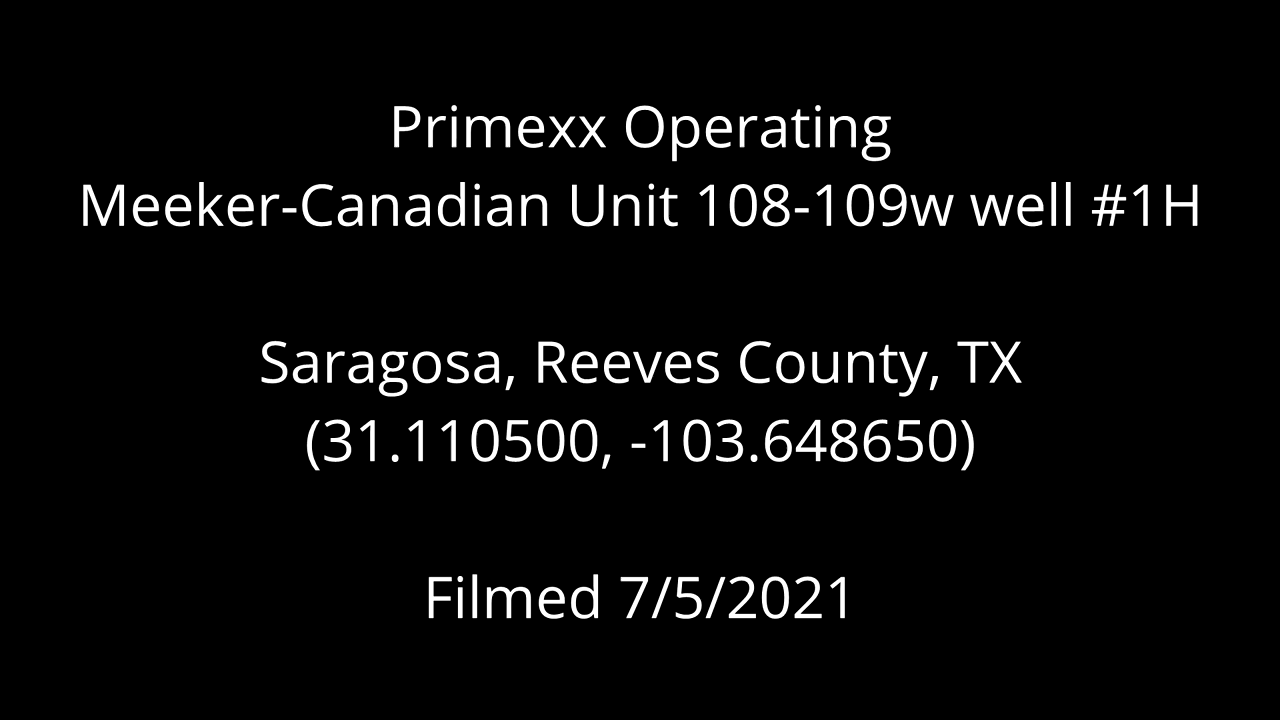 Primexx Operating
Meeker-Canadian Unit 108-109w well #1H
Saragosa, Reeves County, TX
(31.110500, -103.648650)
Filmed 7/5/2021